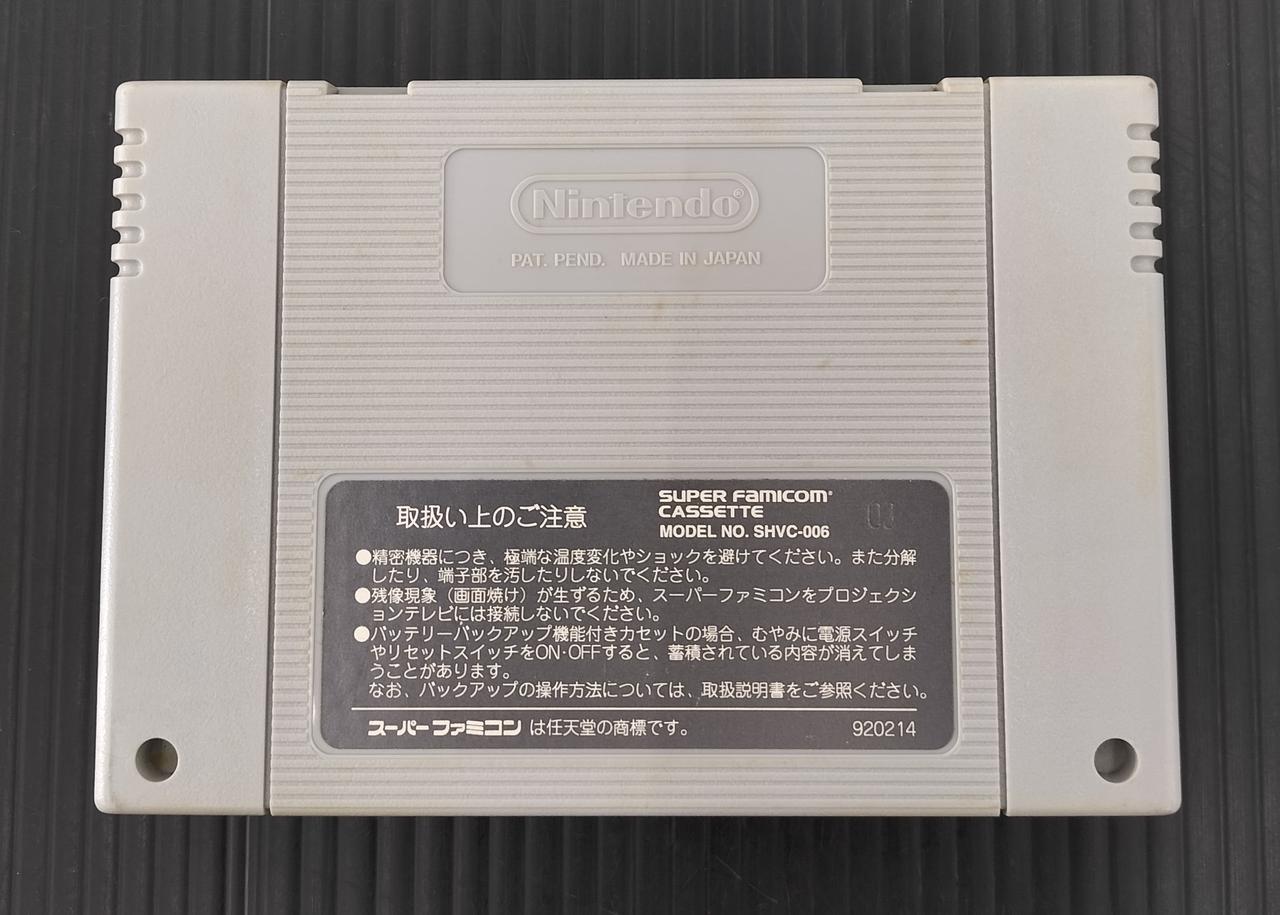 Nintendo®
PAT. PEND. MADE IN JAPAN
取扱い上のご注意
SUPER FAMICOM®
CASSETTE
MODEL NO. SHVC-006
03
●精密機器につき、極端な温度変化やショックを避けてください。また分解
したり、端子部を汚したりしないでください。
●残像現象（画面焼け）が生ずるため、スーパーファミコンをプロジェクシ
ョンテレビには接続しないでください。
●バッテリーバックアップ機能付きカセットの場合、むやみに電源スイッチ
やリセットスイッチをON·OFFすると、蓄積されている内容が消えてしま
うことがあります。
なお、バックアップの操作方法については、取扱説明書をご参照ください。
スーパーファミコン は任天堂の商標です。
920214